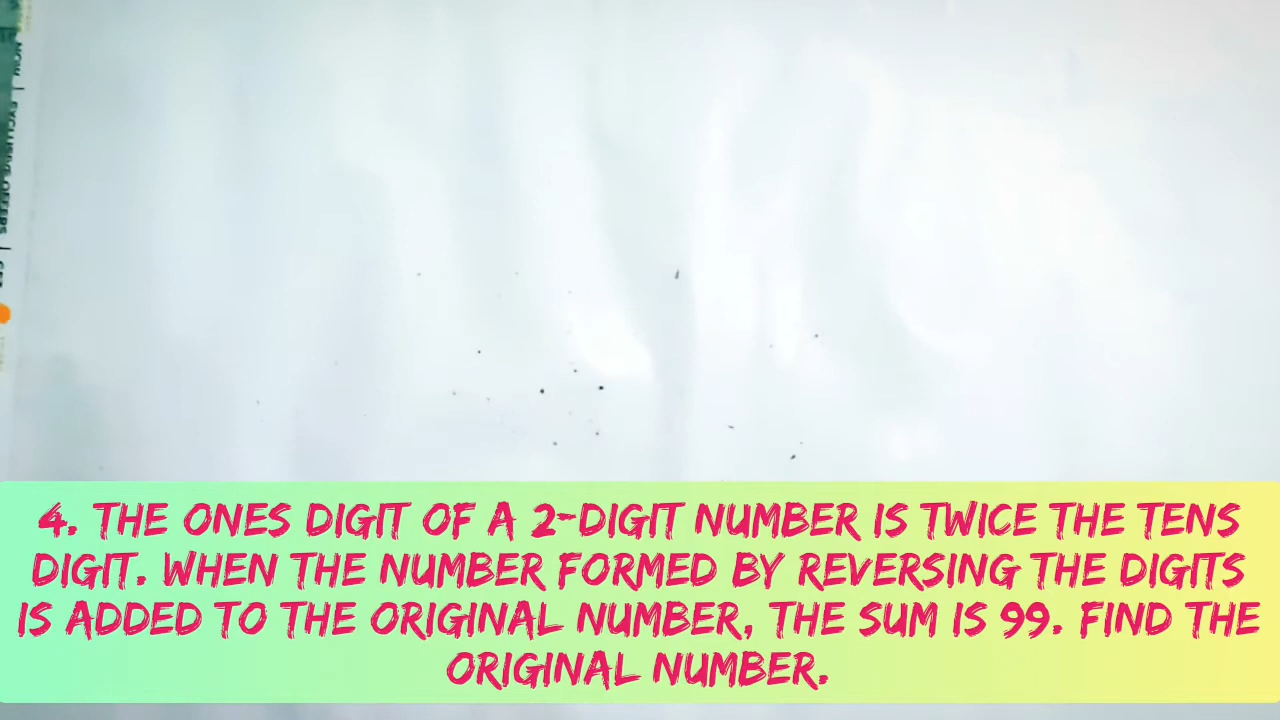 4. THE ONES DIGIT OF A 2-DIGIT NUMBER IS TWICE THE TENS
DIGIT. WHEN THE NUMBER FORMED BY REVERSING THE DIGITS
IS ADDED TO THE ORIGINAL NUMBER, THE SUM IS 99. FIND THE
ORIGINAL NUMBER.